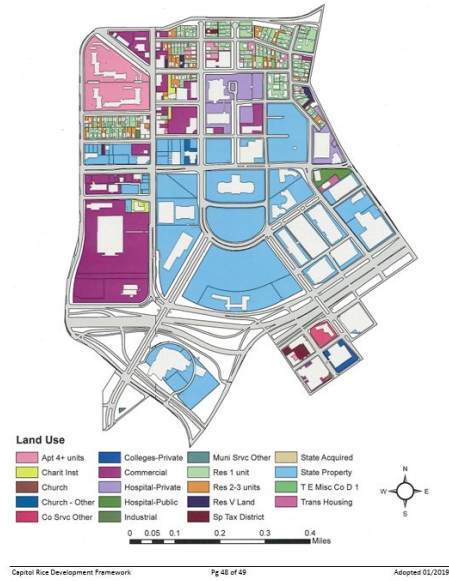 Land Use
Apt 4+ units
Charit Inst
Church
Church - Other
Co Srvc Other
Colleges-Private
Commercial
Hospital-Private
Hospital-Public
Industrial
Muni Srvc Other
Res 1 unit
Res 2-3 units
Res V Land
Sp Tax District
State Acquired
State Property
T E Misc Co D 1
Trans Housing
N
W E
S
0 0.05 0.1 0.2 0.3 0.4
Miles
Capitol Rice Development Framework Pg 48 of 49 Adopted 01/2019